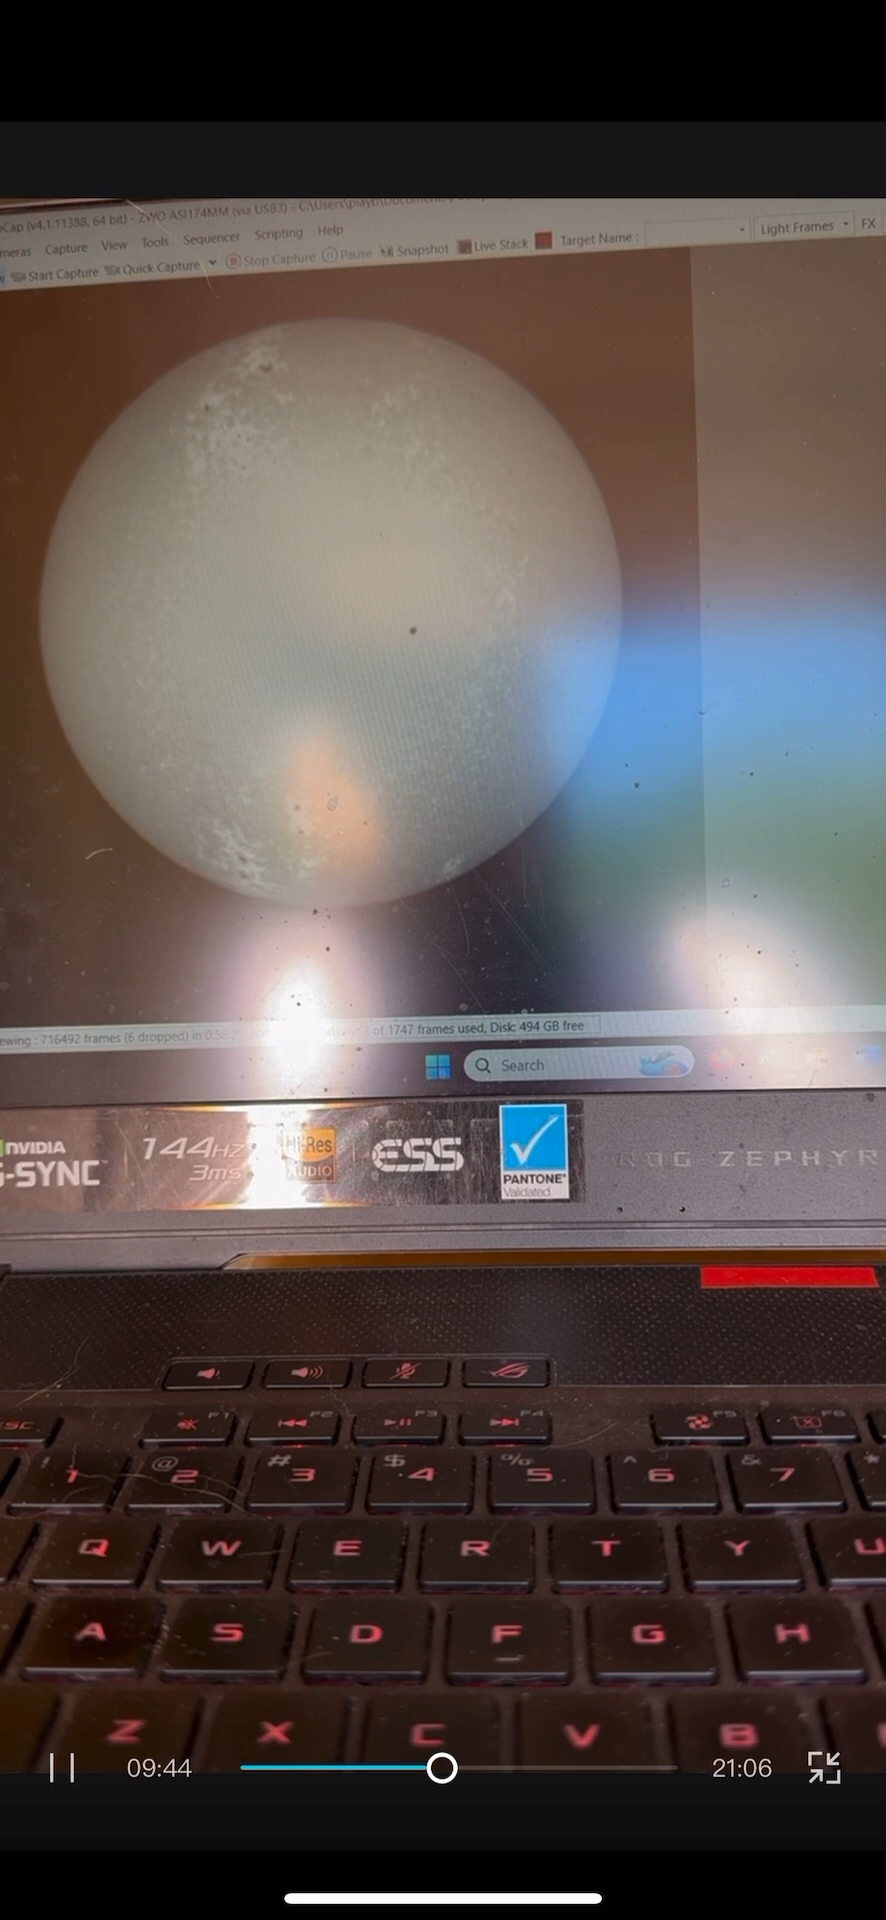 Cap (v4.1.11388, 64 bit) - ZWO ASI174MM (via USB3) - C:\Users\playb\Documents\
meras Capture View Tools Sequencer Scripting Help
Start Capture Quick Capture Stop Capture Pause Snapshot Live Stack Target Name : Light Frames FX
ewing : 716492 frames (6 dropped) in 0:58: of 1747 frames used, Disk: 494 GB free
Search
NVIDIA
G-SYNC
144HZ
3ms
Hi-Res
AUDIO
ESS
PANTONE®
Validated
ROG ZEPHYR
F1 F2 F3 F4 F5 F6
! 1 @ 2 # 3 $ 4 % 5 ^ 6 & 7 *
Q W E R T Y U
A S D F G H
Z X C V B
09:44 21:06